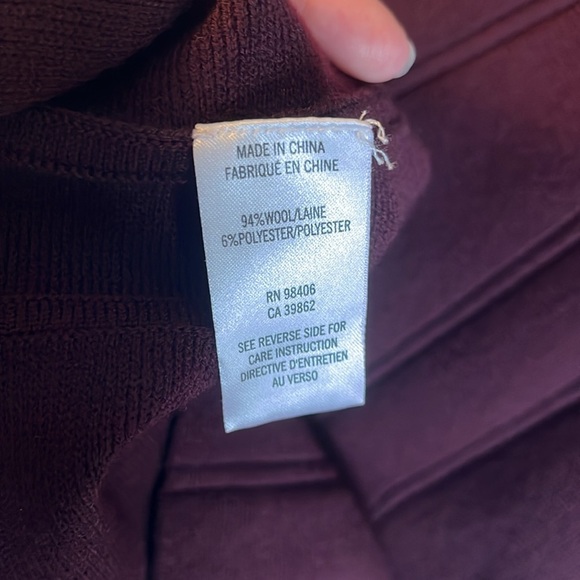 MADE IN CHINA
FABRIQUÉ EN CHINE
94%WOOL/LAINE
6%POLYESTER/POLYESTER
RN 98406
CA 39862
SEE REVERSE SIDE FOR
CARE INSTRUCTION
DIRECTIVE D'ENTRETIEN
AU VERSO